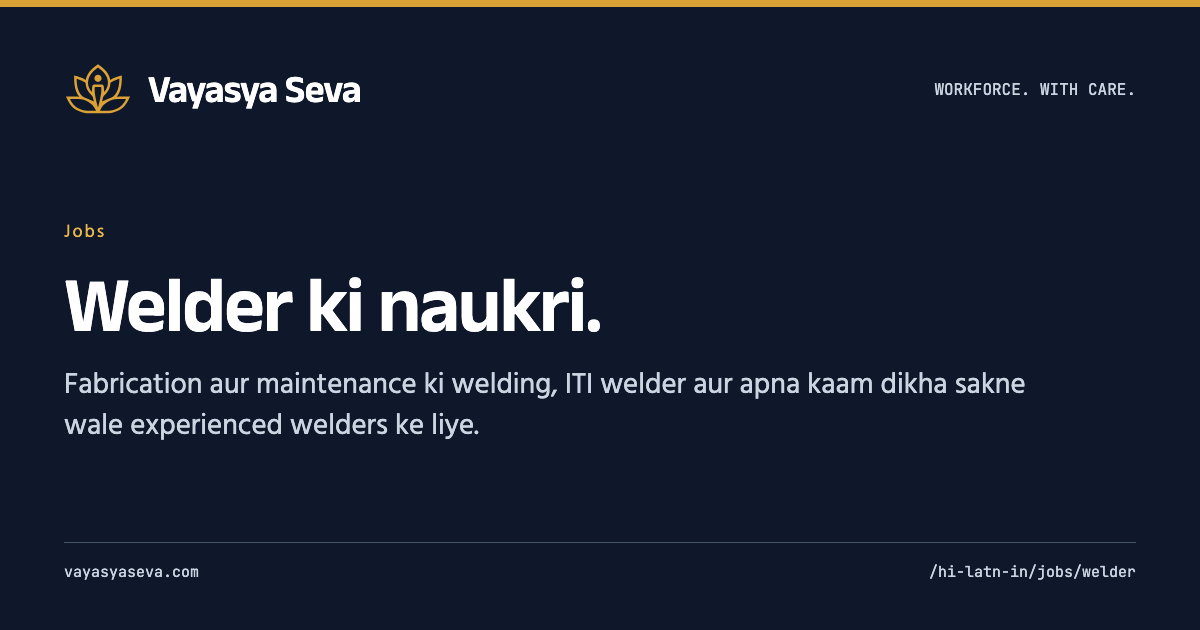 Vayasya Seva
WORKFORCE. WITH CARE.
Jobs
Welder ki naukri.
Fabrication aur maintenance ki welding, ITI welder aur apna kaam dikha sakne
wale experienced welders ke liye.
vayasyaseva.com
/hi-latn-in/jobs/welder